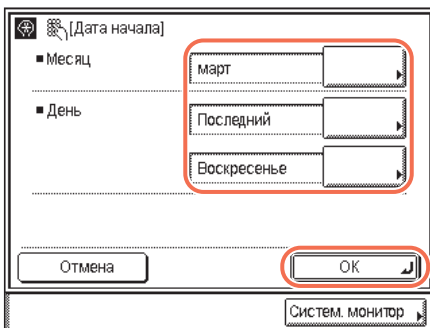 [Дата начала]
▪ Месяц
март
▪ День
Последний
Воскресенье
Отмена
OK
Систем. монитор